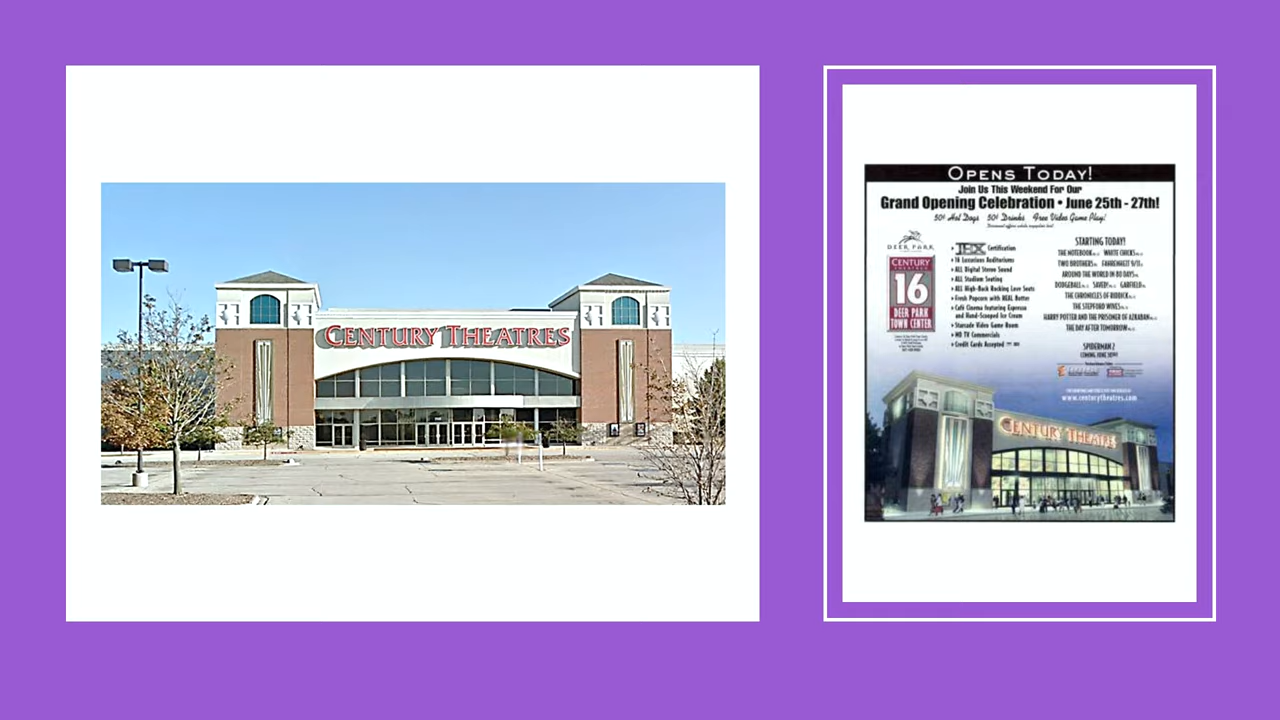 CENTURY THEATRES
OPENS TODAY!
Join Us This Weekend For Our
Grand Opening Celebration • June 25th - 27th!
50¢ Hot Dogs 50¢ Drinks Free Video Game Play!
DEER PARK
CENTURY
THEATRES
16
DEER PARK
TOWN CENTER
THX Certification
16 Luxurious Auditoriums
ALL Digital Stereo Sound
ALL Stadium Seating
ALL High-Back Rocking Love Seats
Fresh Popcorn with REAL Butter
Café Cinema featuring Espresso
and Hand-Scooped Ice Cream
Starcade Video Game Room
NO TV Commercials
Credit Cards Accepted
STARTING TODAY!
THE NOTEBOOK WHITE CHICKS
TWO BROTHERS FAHRENHEIT 9/11
AROUND THE WORLD IN 80 DAYS
DODGEBALL SAVED! GARFIELD
THE CHRONICLES OF RIDDICK
THE STEPFORD WIVES
HARRY POTTER AND THE PRISONER OF AZKABAN
THE DAY AFTER TOMORROW
SPIDERMAN 2
COMING JUNE 30TH!
www.centurytheatres.com
CENTURY THEATRES